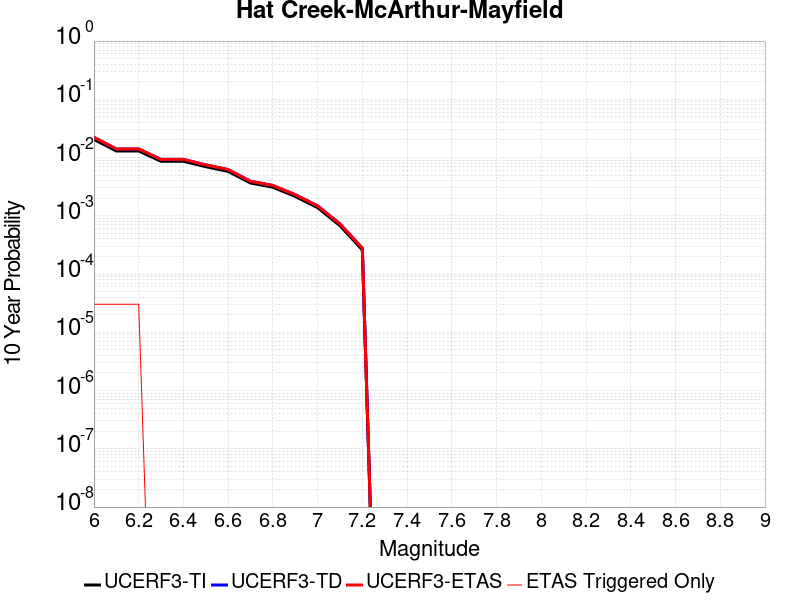 Hat Creek-McArthur-Mayfield
10 Year Probability
10^0
10^-1
10^-2
10^-3
10^-4
10^-5
10^-6
10^-7
10^-8
6 6.2 6.4 6.6 6.8 7 7.2 7.4 7.6 7.8 8 8.2 8.4 8.6 8.8 9
Magnitude
UCERF3-TI UCERF3-TD UCERF3-ETAS ETAS Triggered Only